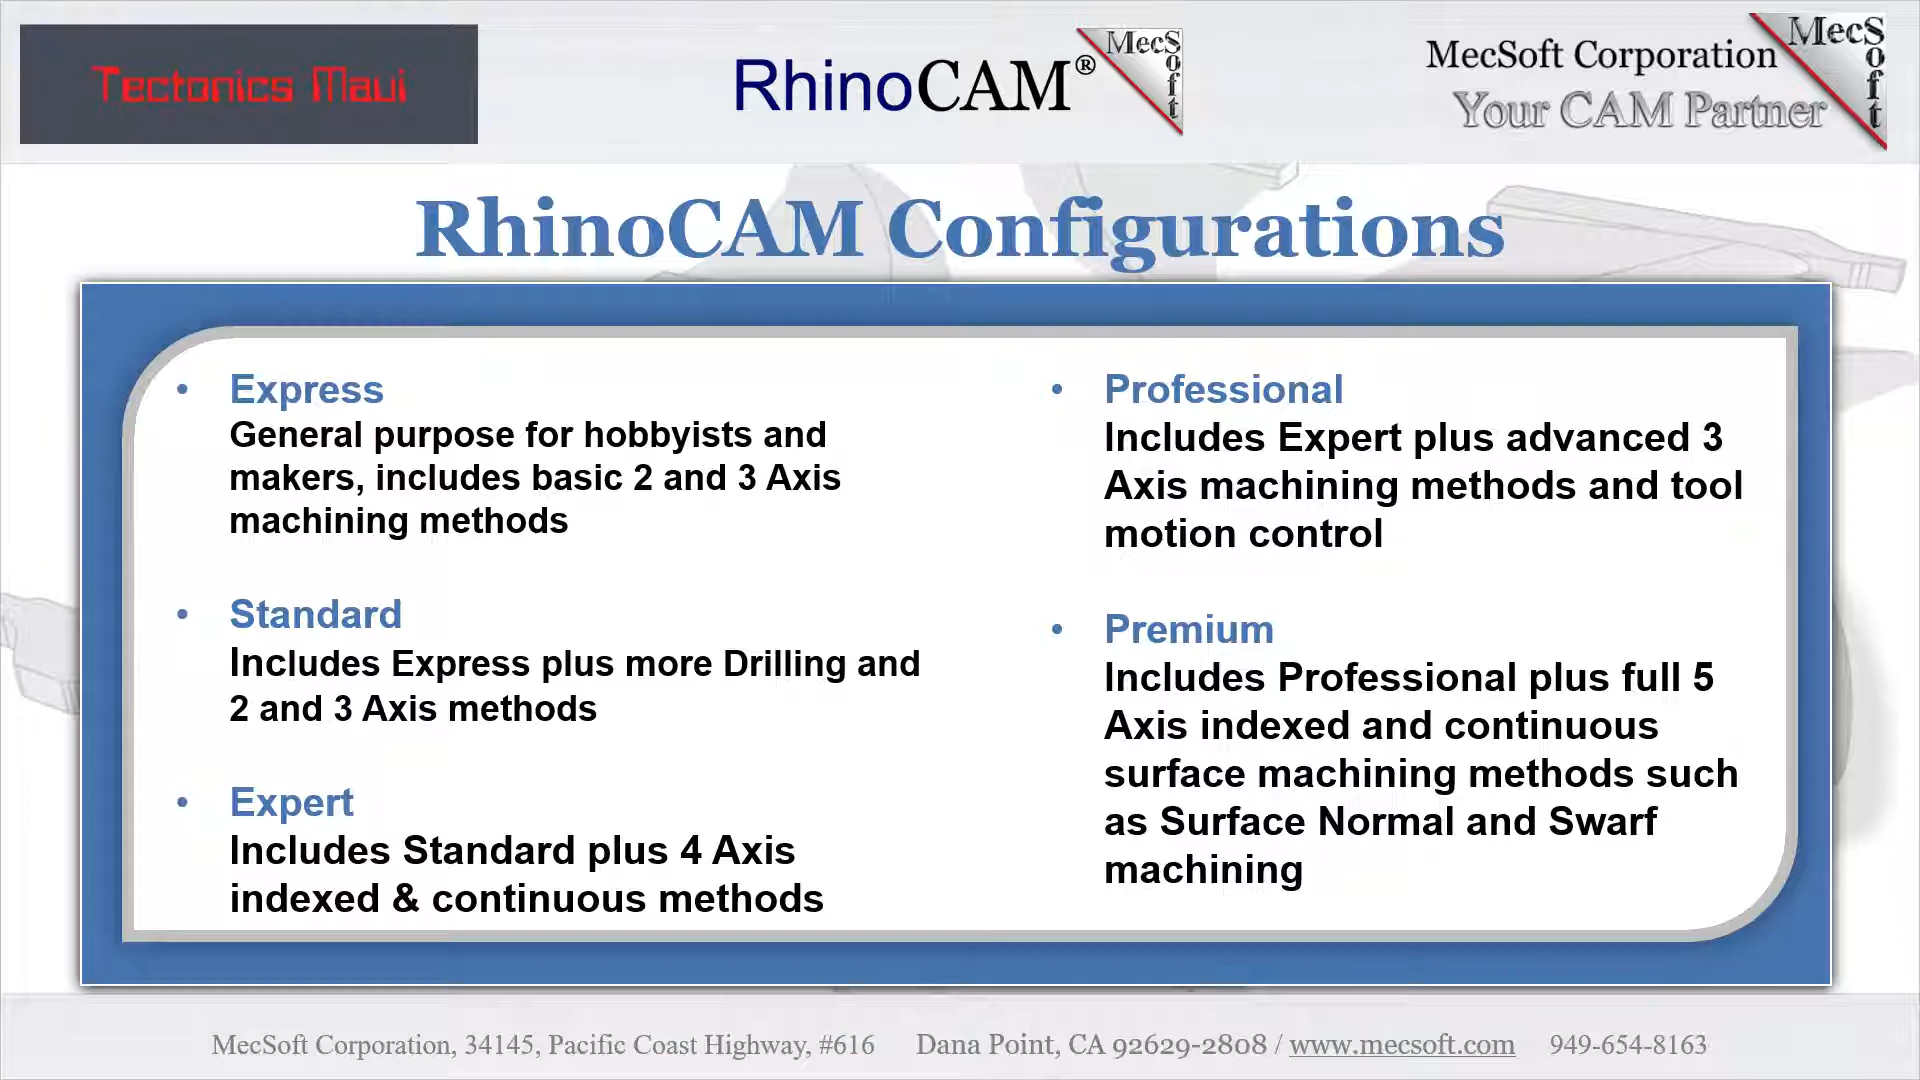 Tectonics Maui
RhinoCAM®
MecSoft
MecSoft Corporation
Your CAM Partner
MecSoft
RhinoCAM Configurations
• Express
General purpose for hobbyists and
makers, includes basic 2 and 3 Axis
machining methods
• Standard
Includes Express plus more Drilling and
2 and 3 Axis methods
• Expert
Includes Standard plus 4 Axis
indexed & continuous methods
• Professional
Includes Expert plus advanced 3
Axis machining methods and tool
motion control
• Premium
Includes Professional plus full 5
Axis indexed and continuous
surface machining methods such
as Surface Normal and Swarf
machining
MecSoft Corporation, 34145, Pacific Coast Highway, #616 Dana Point, CA 92629-2808 / www.mecsoft.com 949-654-8163